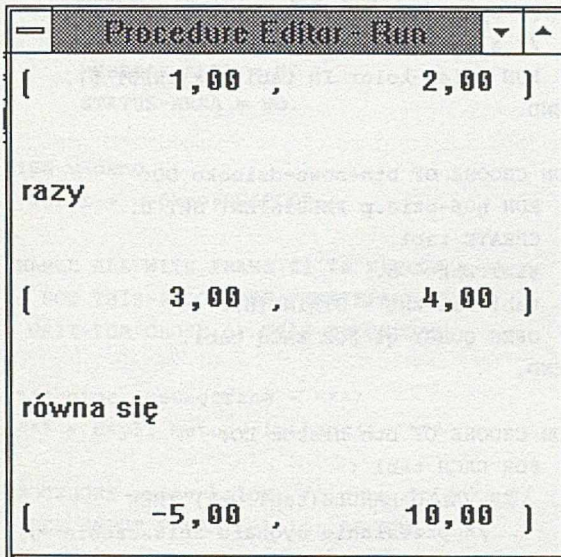 Procedure Editor - Run
( 1,00 , 2,00 )
razy
( 3,00 , 4,00 )
równa się
( -5,00 , 10,00 )